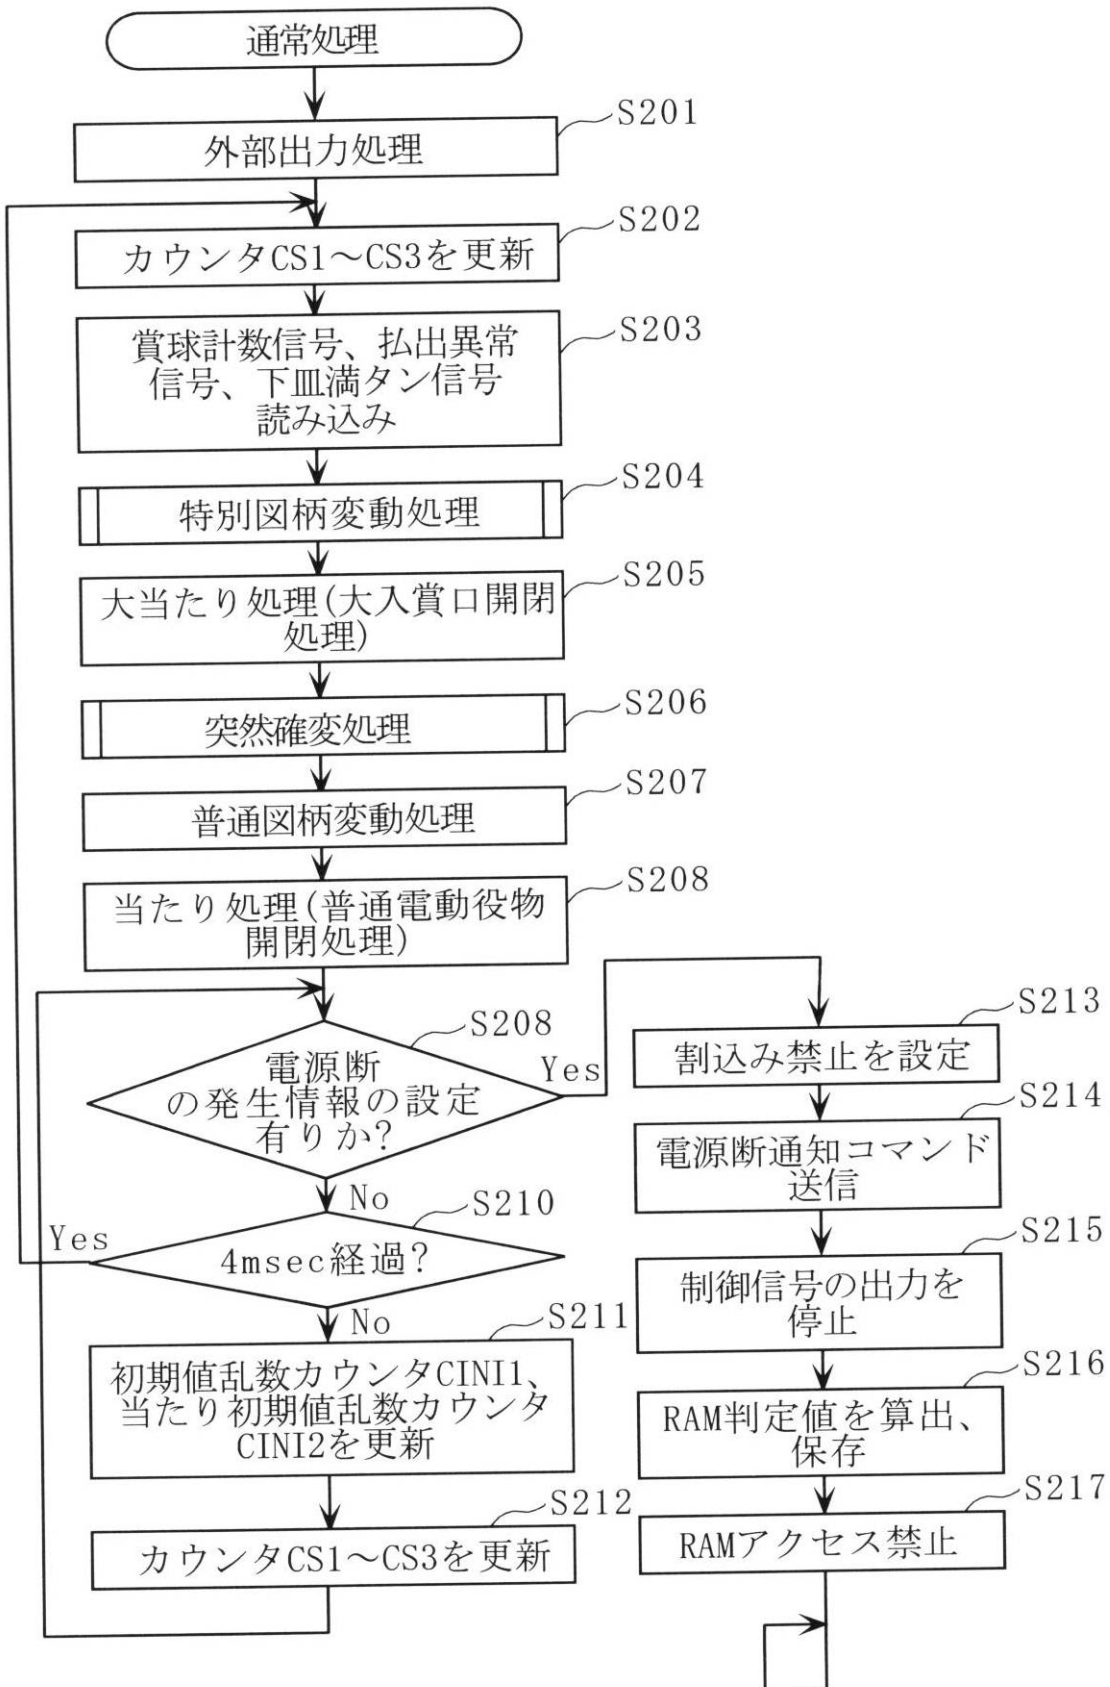 通常処理
外部出力処理
S201
カウンタCS1～CS3を更新
S202
賞球計数信号、払出異常
信号、下皿満タン信号
読み込み
S203
特別図柄変動処理
S204
大当たり処理(大入賞口開閉
処理)
S205
突然確変処理
S206
普通図柄変動処理
S207
当たり処理(普通電動役物
開閉処理)
S208
電源断
の発生情報の設定
有りか?
S208
Yes
No
4msec経過?
S210
Yes
No
初期値乱数カウンタCINI1、
当たり初期値乱数カウンタ
CINI2を更新
S211
カウンタCS1～CS3を更新
S212
割込み禁止を設定
S213
電源断通知コマンド
送信
S214
制御信号の出力を
停止
S215
RAM判定値を算出、
保存
S216
RAMアクセス禁止
S217